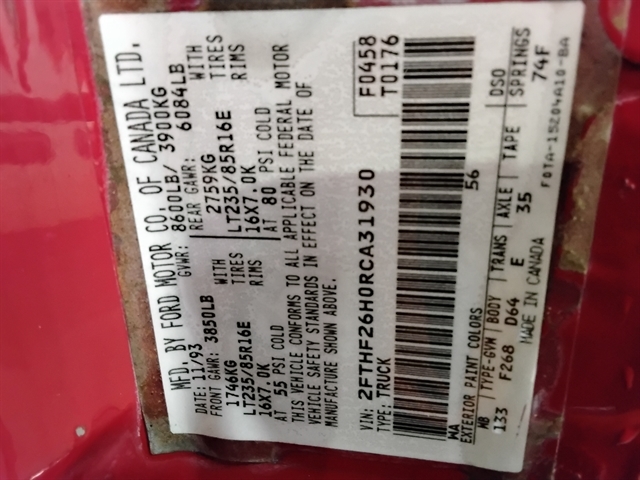 MFD. BY FORD MOTOR CO. OF CANADA LTD.
DATE: 11/93 GVWR: 8600LB/ 3900KG
FRONT GAWR: 3850LB REAR GAWR: 6084LB
1746KG WITH 2759KG WITH
LT235/85R16E TIRES LT235/85R16E TIRES
16X7.0K RIMS 16X7.0K RIMS
AT 55 PSI COLD AT 80 PSI COLD
THIS VEHICLE CONFORMS TO ALL APPLICABLE FEDERAL MOTOR
VEHICLE SAFETY STANDARDS IN EFFECT ON THE DATE OF
MANUFACTURE SHOWN ABOVE.
F0458
T0176
VIN: 2FTHF26H0RCA31930
TYPE: TRUCK
WA 56
EXTERIOR PAINT COLORS DSO
WB TYPE-GVW BODY TRANS AXLE TAPE SPRINGS
133 F268 D64 E 35 74F
MADE IN CANADA
F0TA-15Z04A10-BA